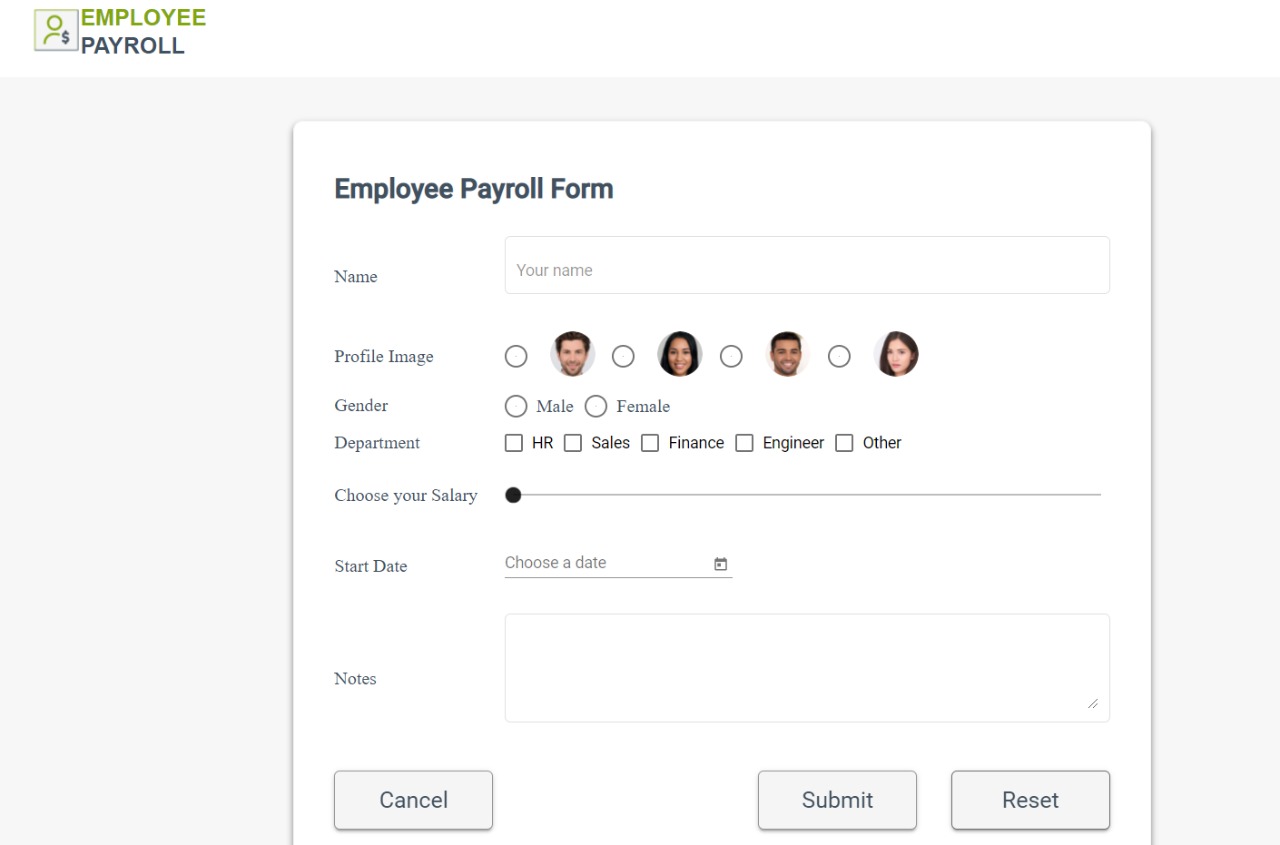 EMPLOYEE
PAYROLL
Employee Payroll Form
Name
Your name
Profile Image
Gender
Male
Female
Department
HR
Sales
Finance
Engineer
Other
Choose your Salary
Start Date
Choose a date
Notes
Cancel
Submit
Reset